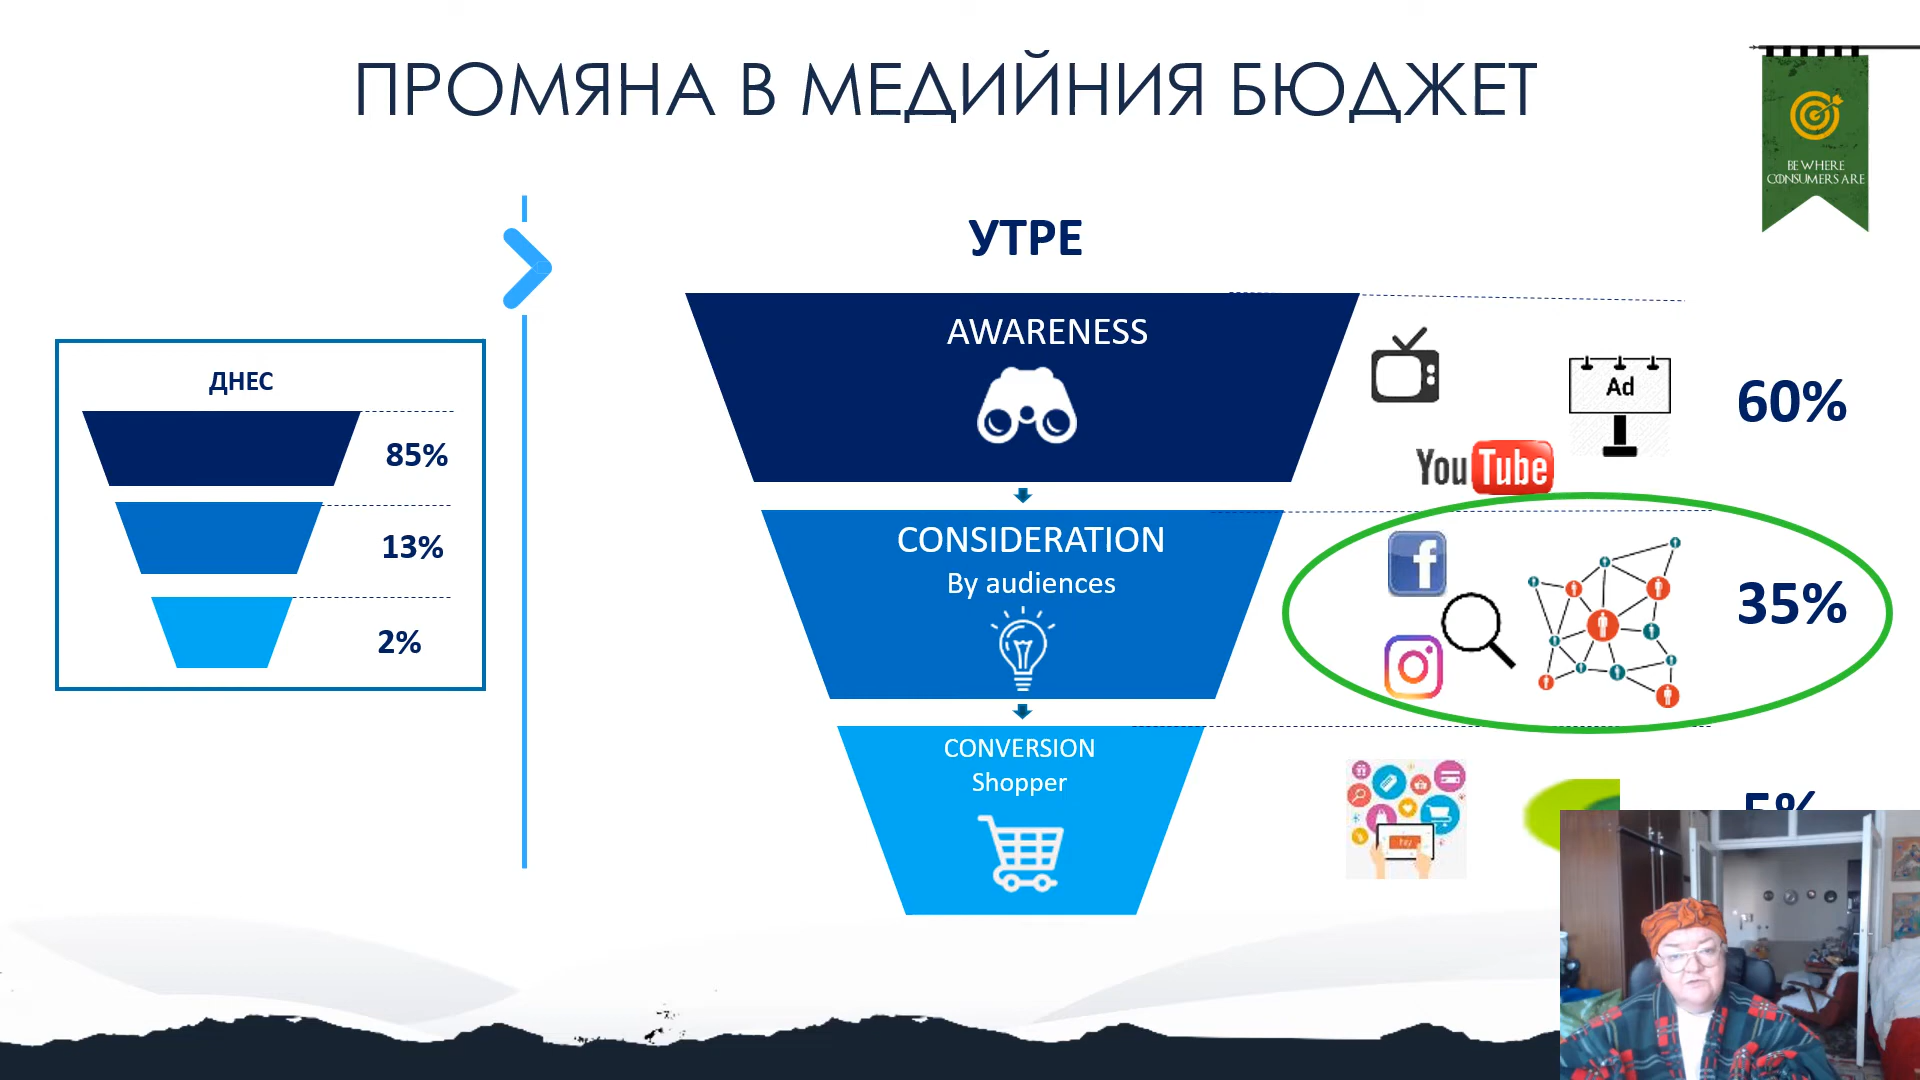 ПРОМЯНА В МЕДИЙНИЯ БЮДЖЕТ
BE WHERE
CONSUMERS ARE
ДНЕС
85%
13%
2%
УТРЕ
AWARENESS
Ad
YouTube
60%
CONSIDERATION
By audiences
35%
CONVERSION
Shopper
5%